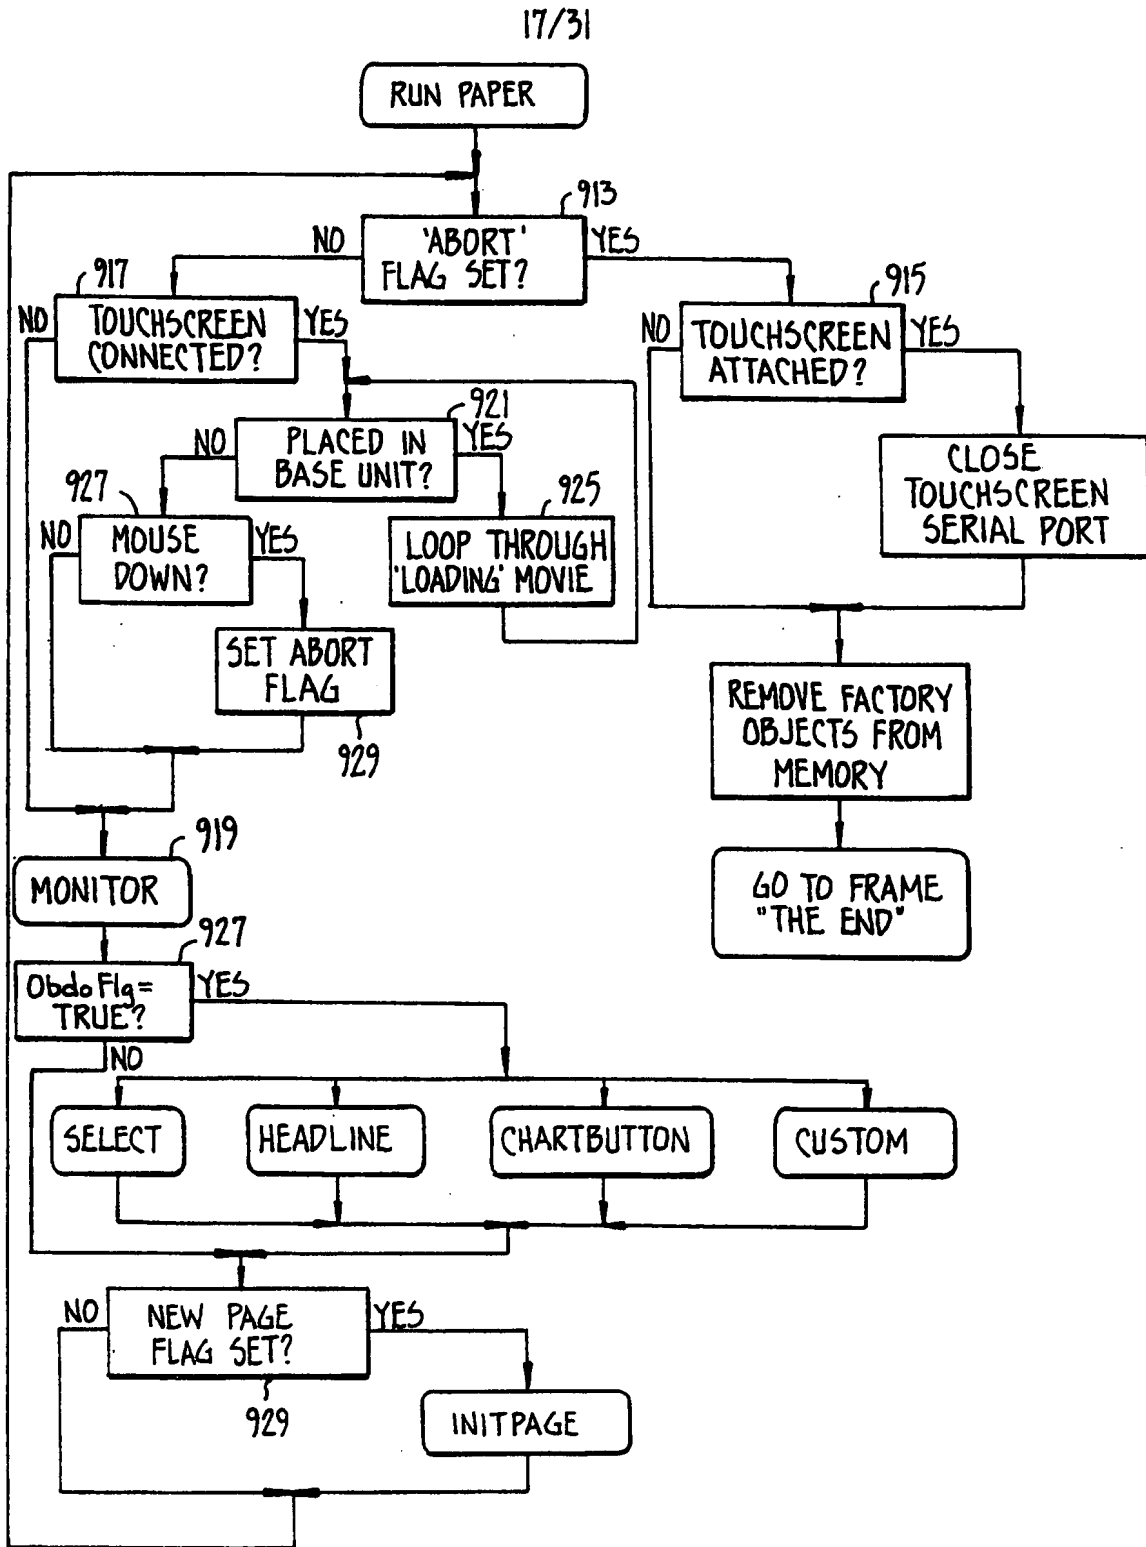 17/31
RUN PAPER
913
'ABORT'
FLAG SET?
NO
YES
917
TOUCHSCREEN
CONNECTED?
NO
YES
915
TOUCHSCREEN
ATTACHED?
NO
YES
921
PLACED IN
BASE UNIT?
NO
YES
CLOSE
TOUCHSCREEN
SERIAL PORT
927
MOUSE
DOWN?
NO
YES
925
LOOP THROUGH
'LOADING' MOVIE
SET ABORT
FLAG
929
REMOVE FACTORY
OBJECTS FROM
MEMORY
GO TO FRAME
"THE END"
919
MONITOR
927
ObdoFlg=
TRUE?
YES
NO
SELECT
HEADLINE
CHARTBUTTON
CUSTOM
NEW PAGE
FLAG SET?
NO
YES
929
INITPAGE